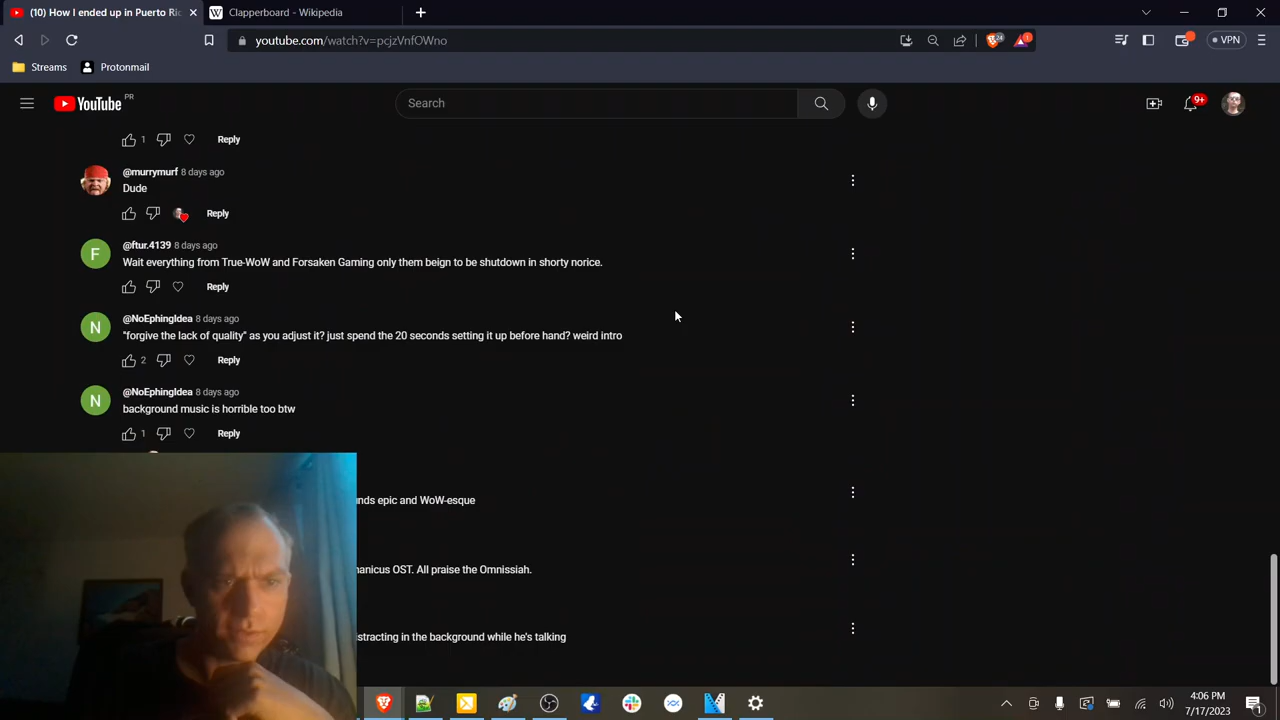 (10) How I ended up in Puerto Ric
Clapperboard - Wikipedia
youtube.com/watch?v=pcjzVnfOWno
24
1
VPN
Streams
Protonmail
YouTube PR
Search
9+
1
Reply
@murrymurf 8 days ago
Dude
Reply
@ftur.4139 8 days ago
Wait everything from True-WoW and Forsaken Gaming only them beign to be shutdown in shorty norice.
Reply
@NoEphingIdea 8 days ago
"forgive the lack of quality" as you adjust it? just spend the 20 seconds setting it up before hand? weird intro
2
Reply
@NoEphingIdea 8 days ago
background music is horrible too btw
1
Reply
nds epic and WoW-esque
anicus OST. All praise the Omnissiah.
stracting in the background while he's talking
4:06 PM
7/17/2023
1